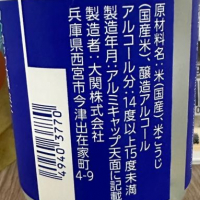 原材料名:米(国産)、米こうじ
(国産米)、醸造アルコール
アルコール分:14度以上15度未満
製造年月:アルミキャップ天面に記載
製造者:大関株式会社
兵庫県西宮市今津出在家町4-9
4940 3770